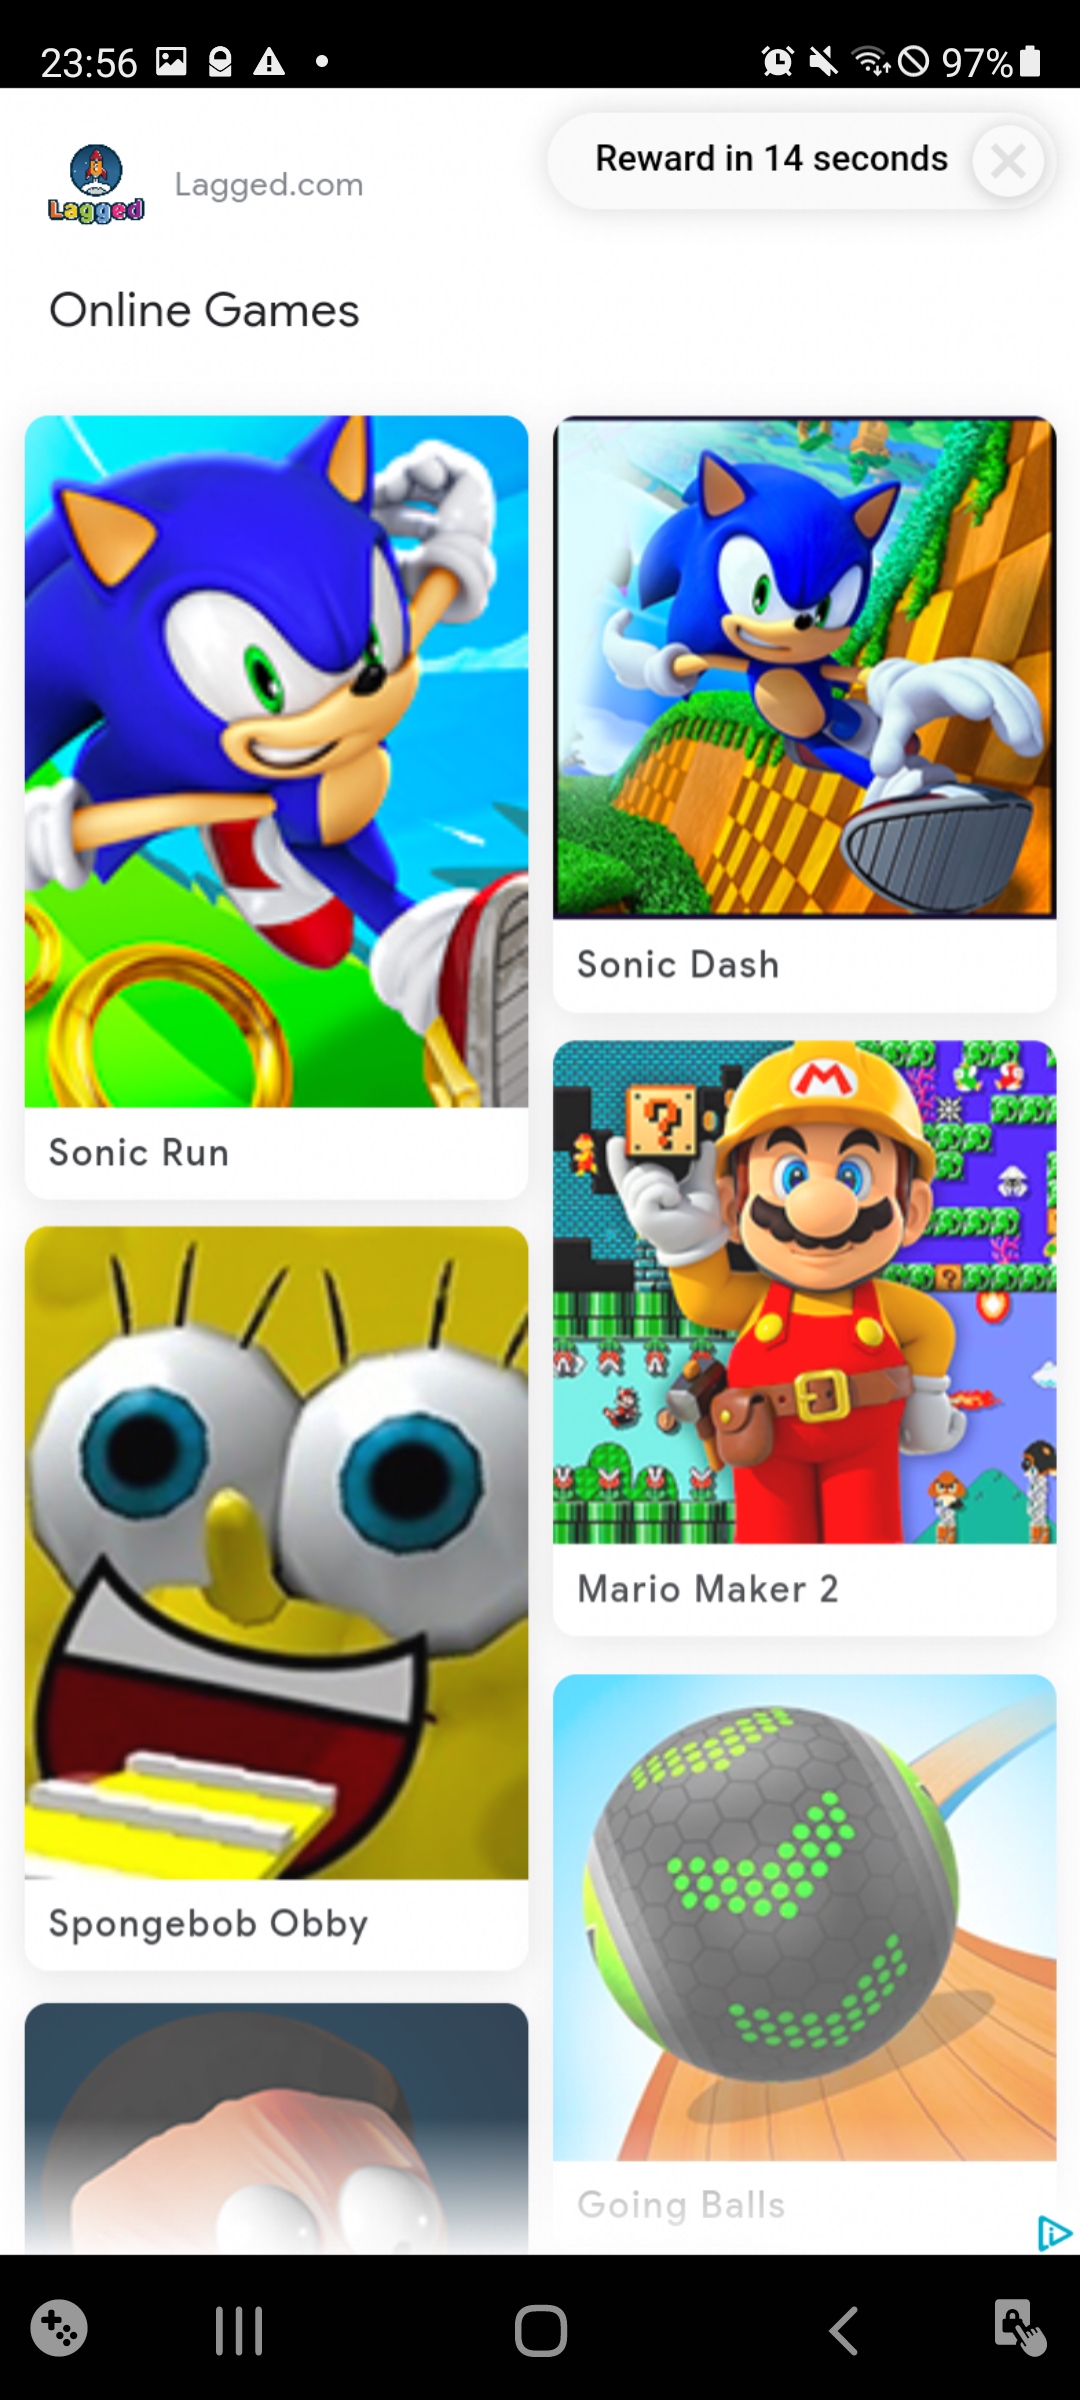 23:56
97%
Reward in 14 seconds
Lagged
Lagged.com
Online Games
Sonic Run
Sonic Dash
Mario Maker 2
Spongebob Obby
Going Balls